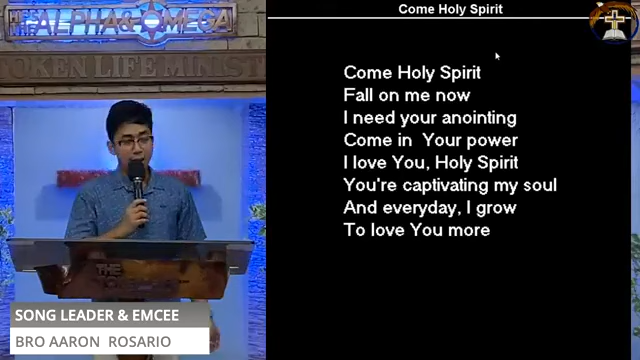 Come Holy Spirit
ALPHA & OMEGA
OKEN LIFE MINIST
Come Holy Spirit
Fall on me now
I need your anointing
Come in Your power
I love You, Holy Spirit
You're captivating my soul
And everyday, I grow
To love You more
THE
SONG LEADER & EMCEE
BRO AARON ROSARIO